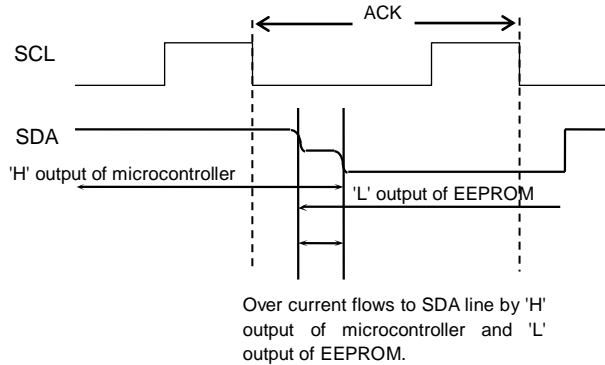 ACK
SCL
SDA
'H' output of microcontroller
'L' output of EEPROM
Over current flows to SDA line by 'H'
output of microcontroller and 'L'
output of EEPROM.